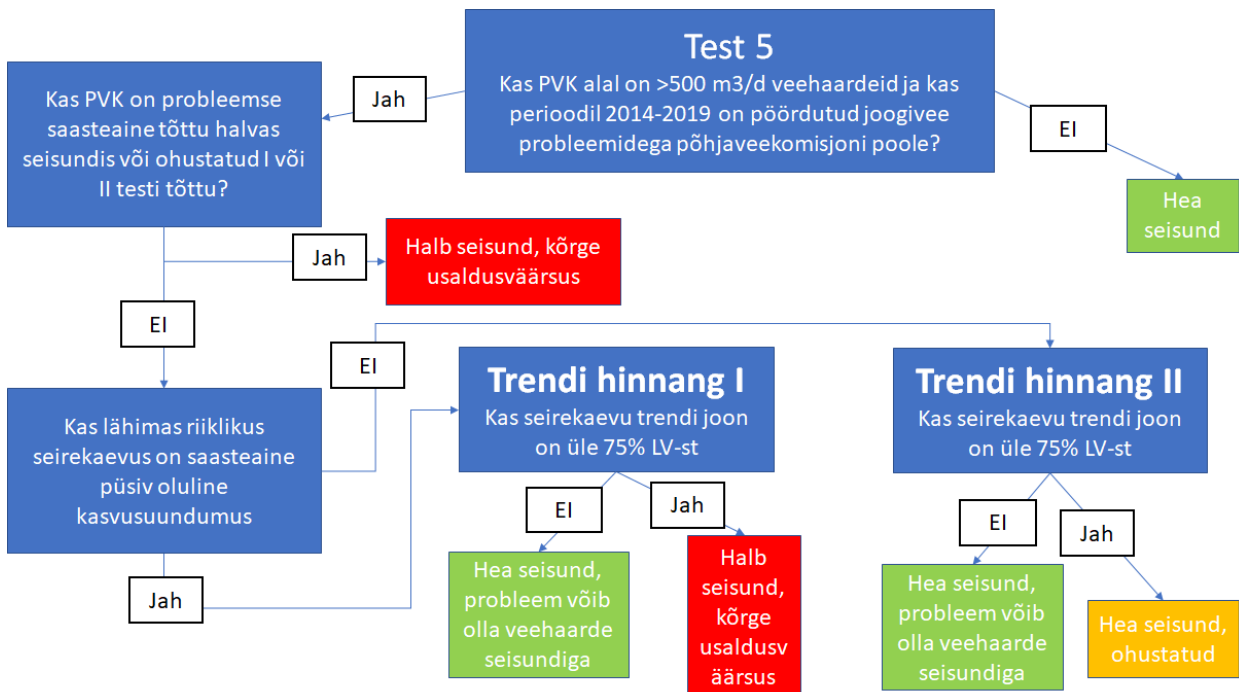 Test 5
Kas PVK alal on >500 m3/d veehaardeid ja kas
perioodil 2014-2019 on pöördutud joogivee
probleemidega põhjaveekomisjoni poole?
Jah
EI
Kas PVK on probleemse
saasteaine tõttu halvas
seisundis või ohustatud I või
II testi tõttu?
Hea
seisund
Jah
Halb seisund, kõrge
usaldusväärsus
EI
EI
Kas lähimas riiklikus
seirekaevus on saasteaine
püsiv oluline
kasvusuundumus
Jah
Trendi hinnang I
Kas seirekaevu trendi joon
on üle 75% LV-st
EI
Jah
Hea seisund,
probleem võib
olla veehaarde
seisundiga
Halb
seisund,
kõrge
usaldusv
äärsus
Trendi hinnang II
Kas seirekaevu trendi joon
on üle 75% LV-st
EI
Jah
Hea seisund,
probleem võib
olla veehaarde
seisundiga
Hea seisund,
ohustatud